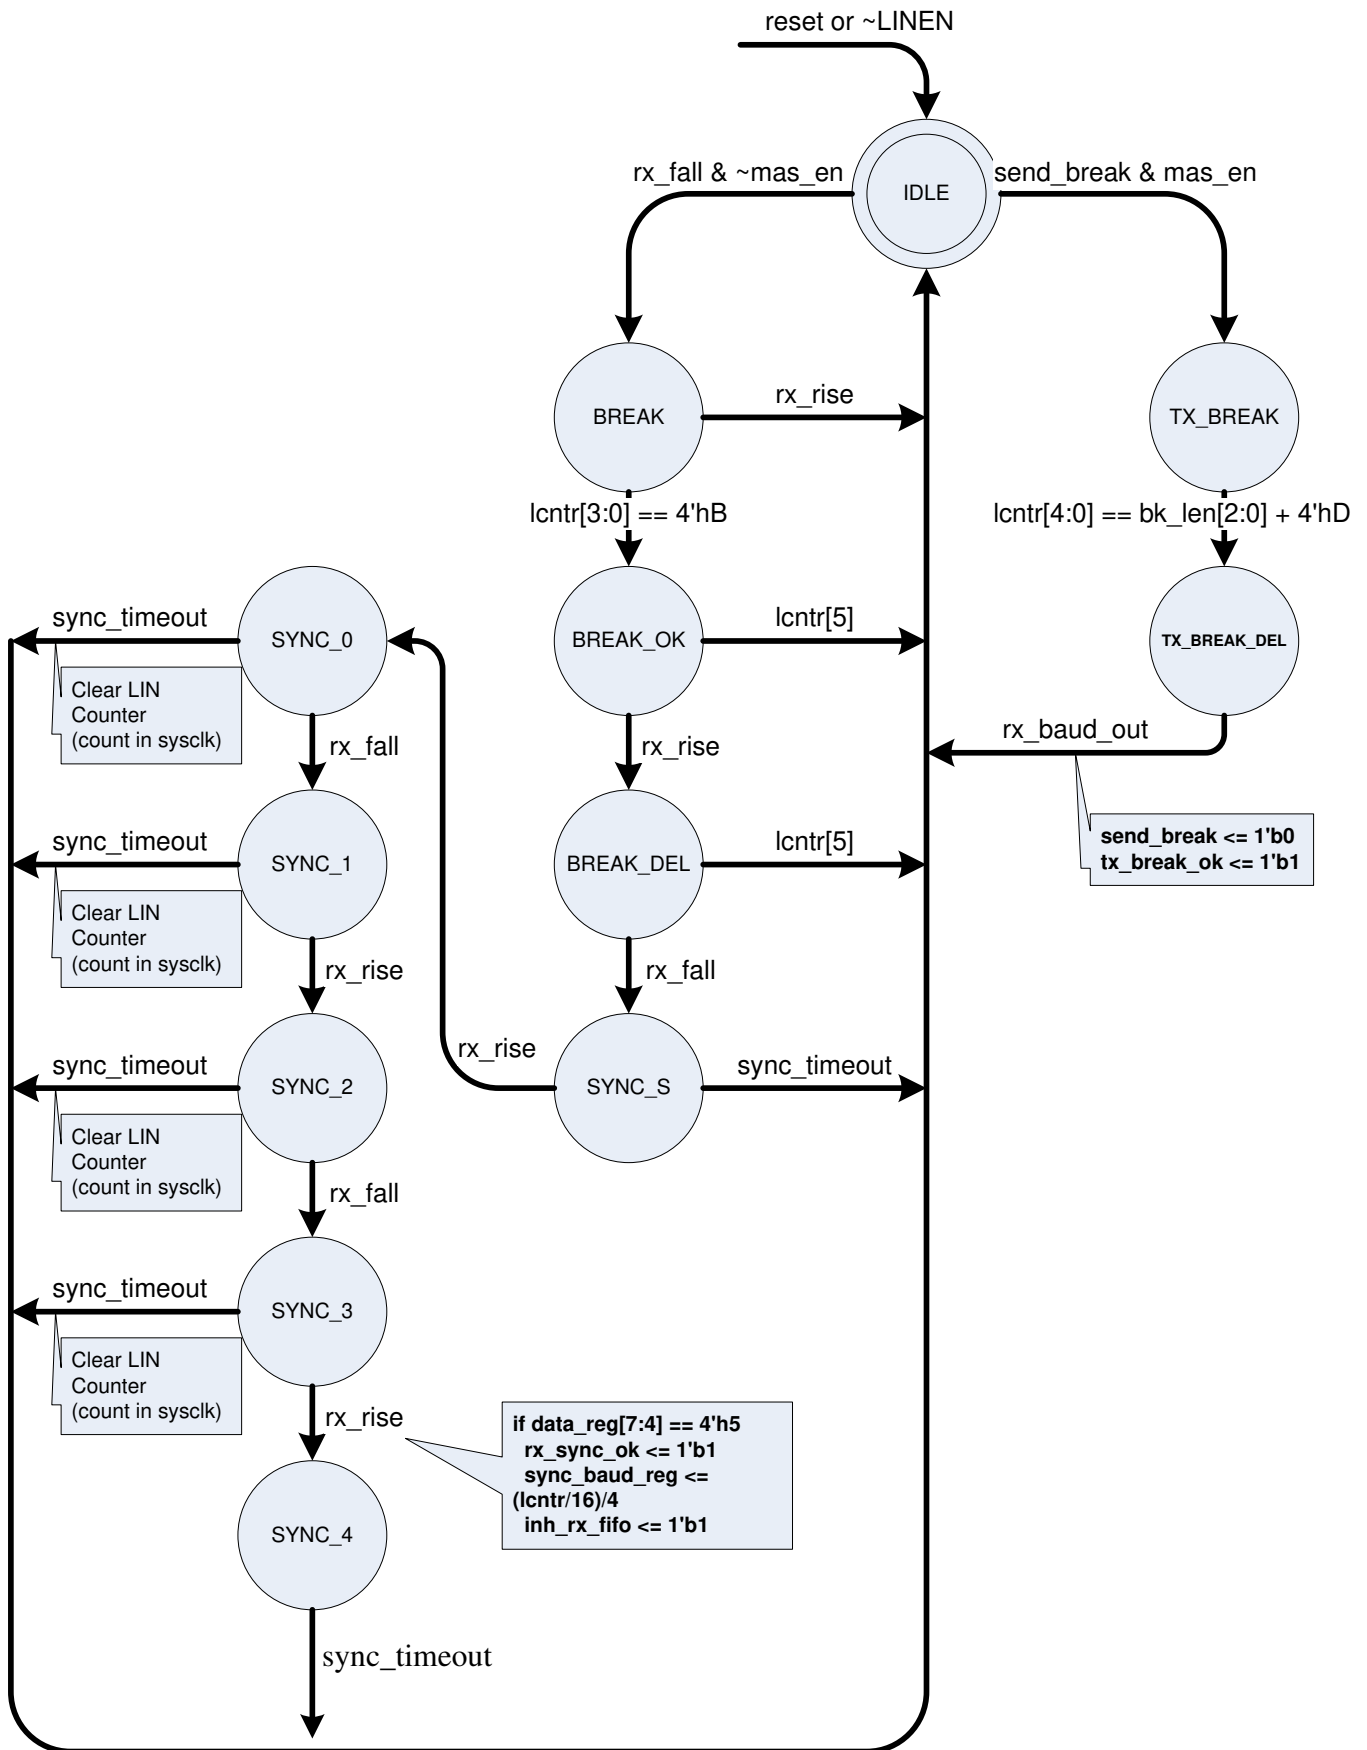 reset or ~LINEN
rx_fall & ~mas_en
IDLE
send_break & mas_en
BREAK
rx_rise
TX_BREAK
lcntr[3:0] == 4'hB
lcntr[4:0] == bk_len[2:0] + 4'hD
sync_timeout
SYNC_0
BREAK_OK
lcntr[5]
TX_BREAK_DEL
Clear LIN
Counter
(count in sysclk)
rx_fall
rx_rise
rx_baud_out
sync_timeout
SYNC_1
BREAK_DEL
lcntr[5]
send_break <= 1'b0
tx_break_ok <= 1'b1
Clear LIN
Counter
(count in sysclk)
rx_rise
rx_fall
sync_timeout
SYNC_2
rx_rise
SYNC_S
sync_timeout
Clear LIN
Counter
(count in sysclk)
rx_fall
sync_timeout
SYNC_3
Clear LIN
Counter
(count in sysclk)
rx_rise
if data_reg[7:4] == 4'h5
rx_sync_ok <= 1'b1
sync_baud_reg <=
(lcntr/16)/4
inh_rx_fifo <= 1'b1
SYNC_4
sync_timeout